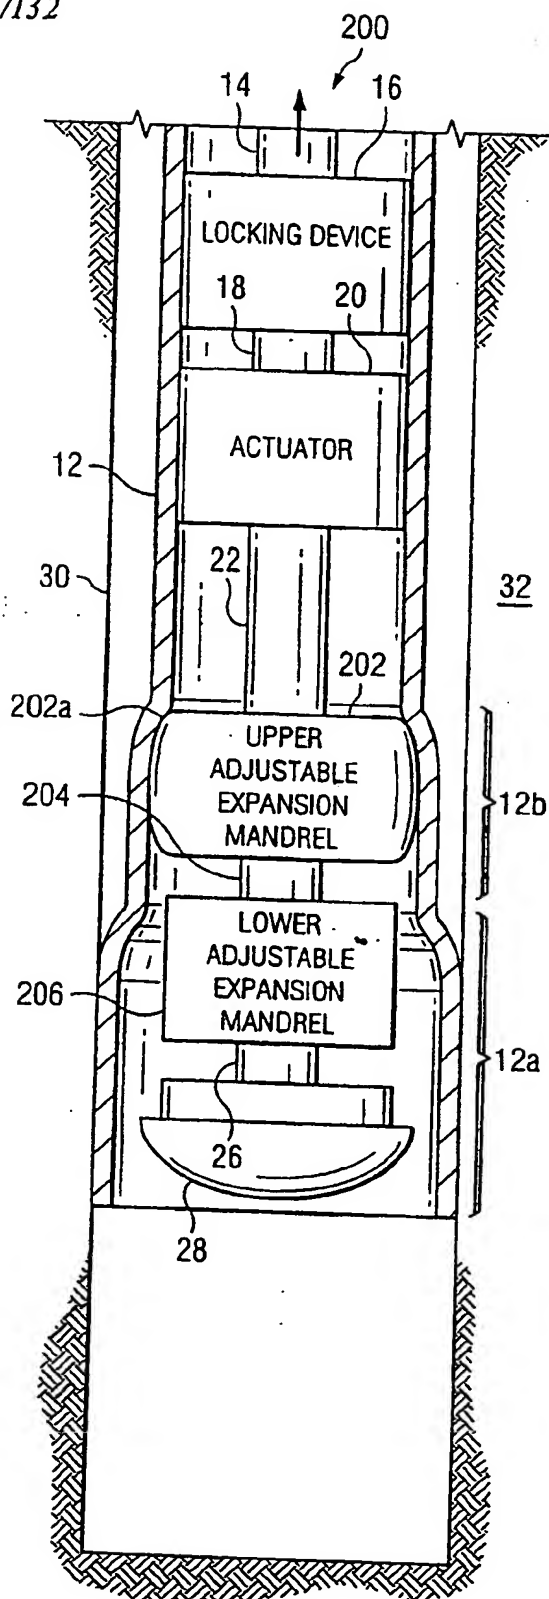 /132
200
14
16
LOCKING DEVICE
18
20
ACTUATOR
12
22
30
32
202
202a
UPPER
ADJUSTABLE
EXPANSION
MANDREL
12b
204
LOWER
ADJUSTABLE
EXPANSION
MANDREL
206
12a
26
28